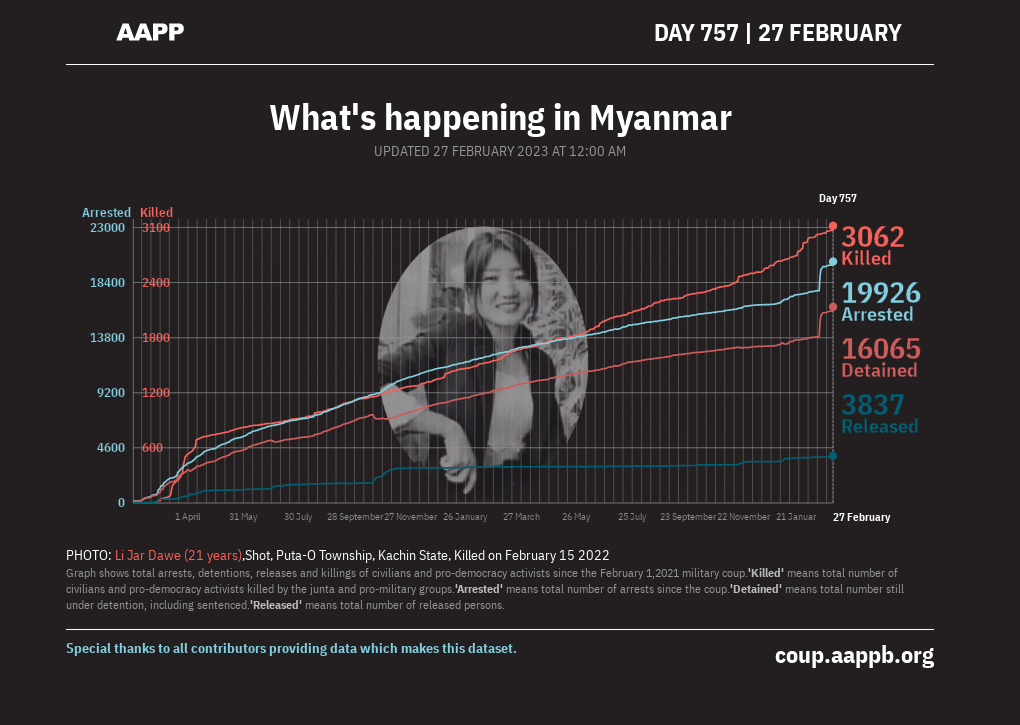 AAPP
DAY 757 | 27 FEBRUARY
What's happening in Myanmar
UPDATED 27 FEBRUARY 2023 AT 12:00 AM
Day 757
Arrested Killed
23000 3100
18400 2400
13800 1800
9200 1200
4600 600
0
3062
Killed
19926
Arrested
16065
Detained
3837
Released
1 April 31 May 30 July 28 September 27 November 26 January 27 March 26 May 25 July 23 September 22 November 21 Januar 27 February
PHOTO: Li Jar Dawe (21 years),Shot, Puta-O Township, Kachin State, Killed on February 15 2022
Graph shows total arrests, detentions, releases and killings of civilians and pro-democracy activists since the February 1,2021 military coup.'Killed' means total number of
civilians and pro-democracy activists killed by the junta and pro-military groups.'Arrested' means total number of arrests since the coup.'Detained' means total number still
under detention, including sentenced.'Released' means total number of released persons.
Special thanks to all contributors providing data which makes this dataset.
coup.aappb.org